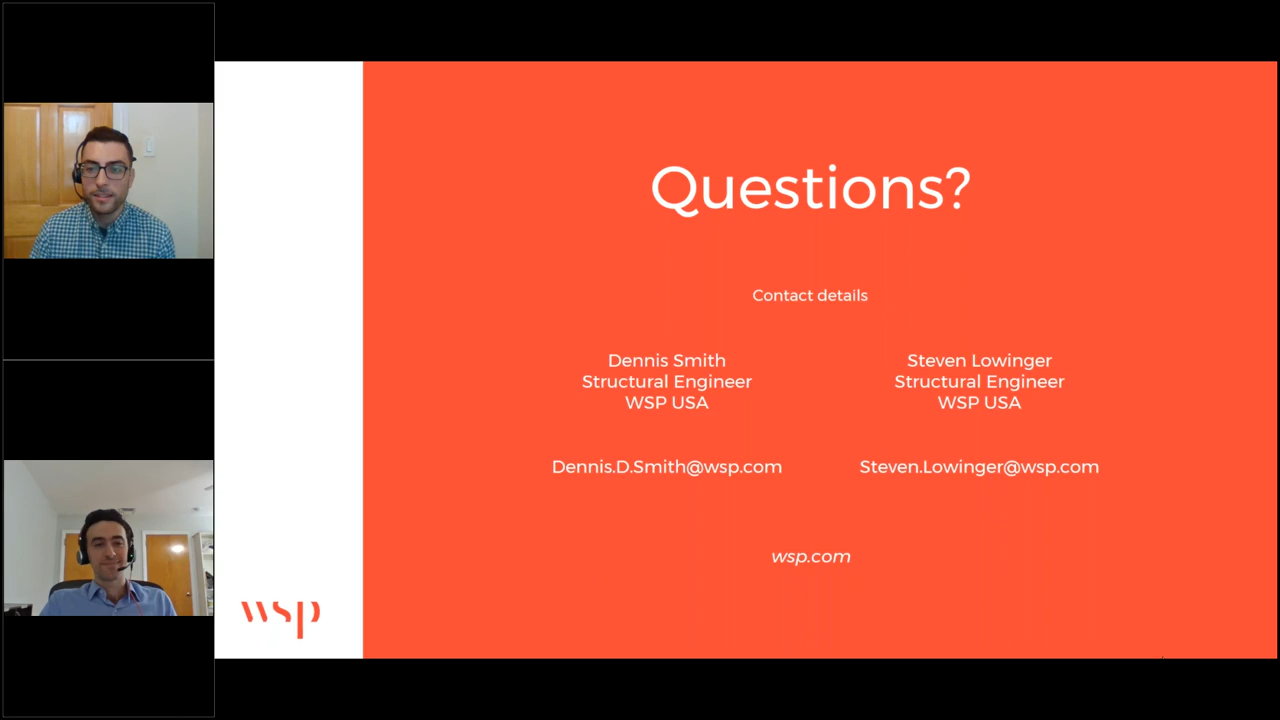 Questions?
Contact details
Dennis Smith
Structural Engineer
WSP USA
Dennis.D.Smith@wsp.com
Steven Lowinger
Structural Engineer
WSP USA
Steven.Lowinger@wsp.com
wsp.com
wsp